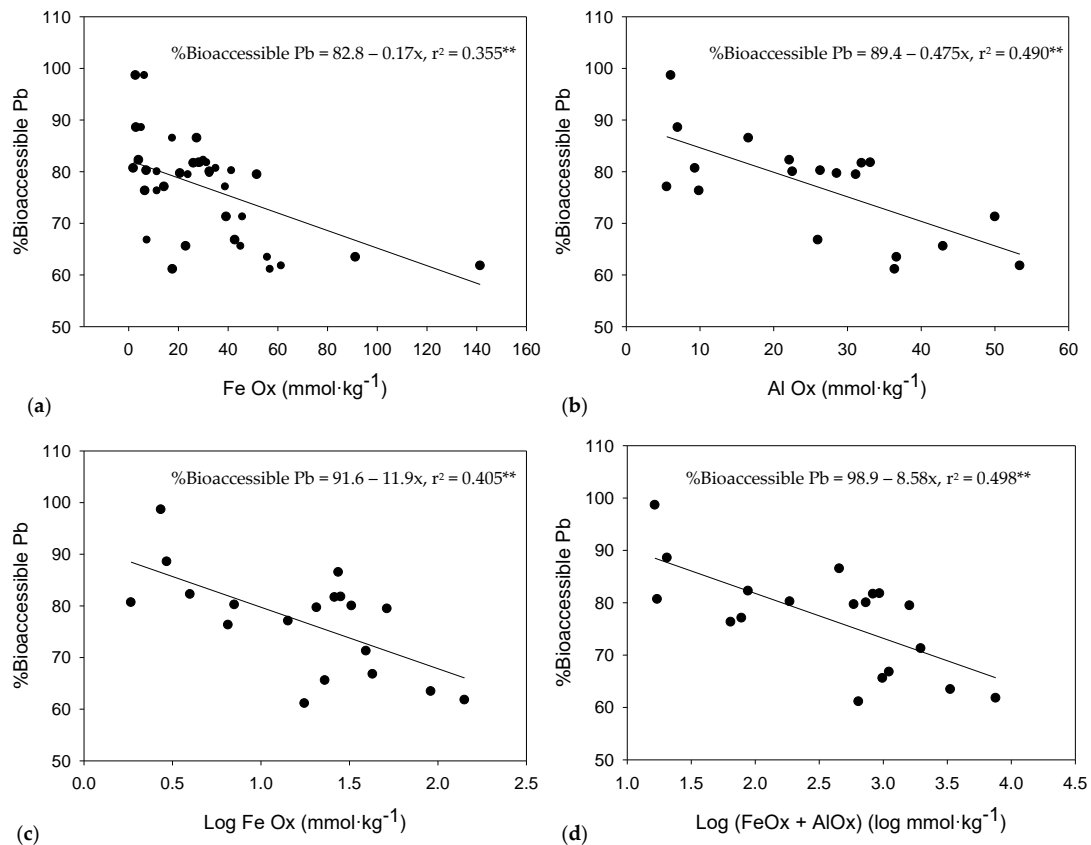 %Bioaccessible Pb = 82.8 – 0.17x, r² = 0.355**
%Bioaccessible Pb
110
100
90
80
70
60
50
0 20 40 60 80 100 120 140 160
Fe Ox (mmol·kg⁻¹)
(a)
%Bioaccessible Pb = 89.4 – 0.475x, r² = 0.490**
%Bioaccessible Pb
110
100
90
80
70
60
50
0 10 20 30 40 50 60
Al Ox (mmol·kg⁻¹)
(b)
%Bioaccessible Pb = 91.6 – 11.9x, r² = 0.405**
%Bioaccessible Pb
110
100
90
80
70
60
50
0.0 0.5 1.0 1.5 2.0 2.5
Log Fe Ox (mmol·kg⁻¹)
(c)
%Bioaccessible Pb = 98.9 – 8.58x, r² = 0.498**
%Bioaccessible Pb
110
100
90
80
70
60
50
1.0 1.5 2.0 2.5 3.0 3.5 4.0 4.5
Log (FeOx + AlOx) (log mmol·kg⁻¹)
(d)